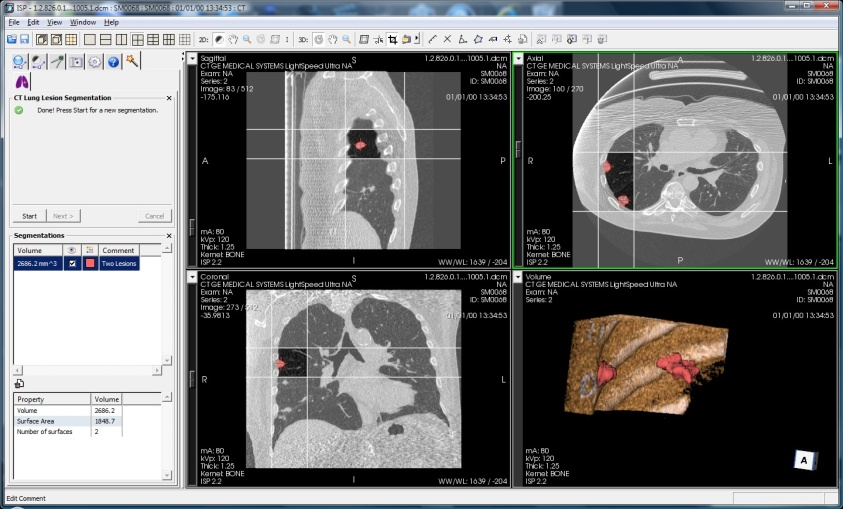 ISP - 1.2.826.0.1...1005.1.dcm : SM0068 : SM0068 : 01/01/00 13:34:53 : CT
File Edit View Window Help
2D:
3D:
CT Lung Lesion Segmentation
Done! Press Start for a new segmentation.
Start Next > Cancel
Segmentations
Volume Comment
2686.2 mm^3 Two Lesions
Property Volume
Volume 2686.2
Surface Area 1848.7
Number of surfaces 2
Edit Comment
Sagittal S 1.2.826.0.1....1005.1.dcm
CT GE MEDICAL SYSTEMS LightSpeed Ultra NA NA
Exam: NA SM0068
Series: 2 ID: SM0068
Image: 83 / 512
-175.116 01/01/00 13:34:53
A P
mA: 80
kVp: 120
Thick: 1.25
Kernel: BONE
ISP 2.2 I WW/WL: 1639 / -204
Axial A 1.2.826.0.1....1005.1.dcm
CT GE MEDICAL SYSTEMS LightSpeed Ultra NA NA
Exam: NA SM0068
Series: 2 ID: SM0068
Image: 160 / 270
-200.25 01/01/00 13:34:53
R L
mA: 80
kVp: 120
Thick: 1.25
Kernel: BONE
ISP 2.2 P WW/WL: 1639 / -204
Coronal S 1.2.826.0.1....1005.1.dcm
CT GE MEDICAL SYSTEMS LightSpeed Ultra NA NA
Exam: NA SM0068
Series: 2 ID: SM0068
Image: 273 / 512
-35.9813 01/01/00 13:34:53
R L
mA: 80
kVp: 120
Thick: 1.25
Kernel: BONE
ISP 2.2 I WW/WL: 1639 / -204
Volume 1.2.826.0.1....1005.1.dcm
CT GE MEDICAL SYSTEMS LightSpeed Ultra NA NA
Exam: NA SM0068
Series: 2 ID: SM0068
01/01/00 13:34:53
mA: 80
kVp: 120
Thick: 1.25
Kernel: BONE
ISP 2.2
A